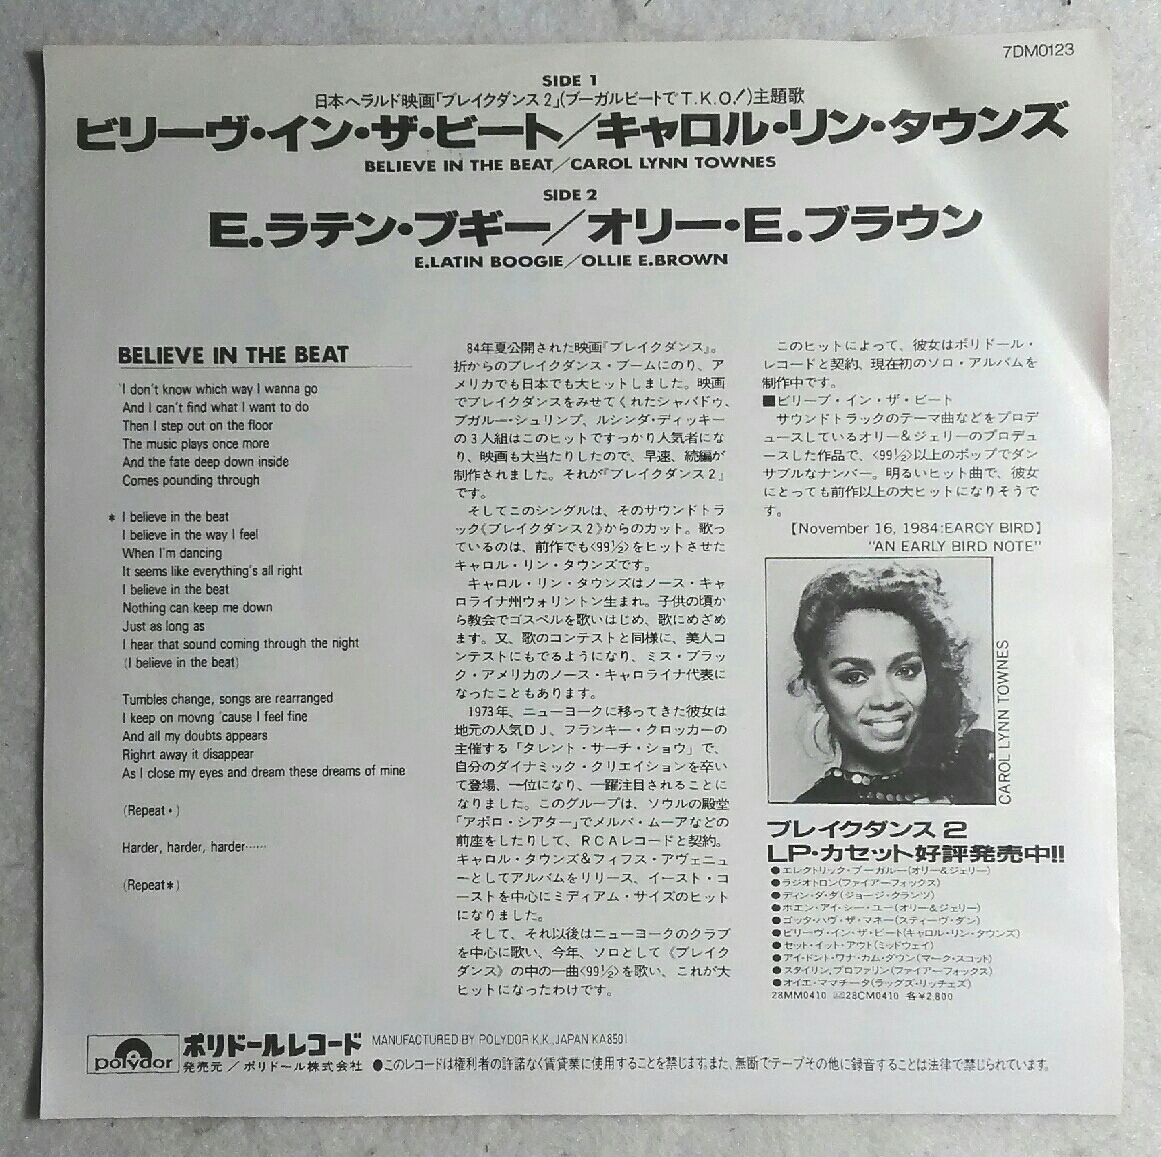 7DM0123
SIDE 1
日本ヘラルド映画「ブレイクダンス2」(ブーガルビートでT.K.O!)主題歌
ビリーヴ・イン・ザ・ビート／キャロル・リン・タウンズ
BELIEVE IN THE BEAT／CAROL LYNN TOWNES
SIDE 2
E.ラテン・ブギー／オリー・E.ブラウン
E.LATIN BOOGIE／OLLIE E.BROWN
BELIEVE IN THE BEAT
'I don't know which way I wanna go
And I can't find what I want to do
Then I step out on the floor
The music plays once more
And the fate deep down inside
Comes pounding through
* I believe in the beat
I believe in the way I feel
When I'm dancing
It seems like everything's all right
I believe in the beat
Nothing can keep me down
Just as long as
I hear that sound coming through the night
(I believe in the beat)
Tumbles change, songs are rearranged
I keep on movng 'cause I feel fine
And all my doubts appears
Righrt away it disappear
As I close my eyes and dream these dreams of mine
(Repeat *)
Harder, harder, harder……
(Repeat *)
84年夏公開された映画『ブレイクダンス』。
折からのブレイクダンス・ブームにのり、ア
メリカでも日本でも大ヒットしました。映画
でブレイクダンスをみせてくれたシャバドゥ、
ブガルー・シュリンプ、ルシンダ・ディッキー
の3人組はこのヒットですっかり人気者にな
り、映画も大当たりしたので、早速、続編が
制作されました。それが『ブレイクダンス2』
です。
そしてこのシングルは、そのサウンドトラ
ック《ブレイクダンス2》からのカット。歌っ
ているのは、前作でも〈99½〉をヒットさせた
キャロル・リン・タウンズです。
キャロル・リン・タウンズはノース・キャ
ロライナ州ウォリントン生まれ。子供の頃か
ら教会でゴスペルを歌いはじめ、歌にめざめ
ます。又、歌のコンテストと同様に、美人コ
ンテストにもでるようになり、ミス・ブラッ
ク・アメリカのノース・キャロライナ代表に
なったこともあります。
1973年、ニューヨークに移ってきた彼女は
地元の人気DJ、フランキー・クロッカーの
主催する「タレント・サーチ・ショウ」で、
自分のダイナミック・クリエイションを率い
て登場、一位になり、一躍注目されることに
なりました。このグループは、ソウルの殿堂
「アポロ・シアター」でメルバ・ムーアなどの
前座をしたりして、RCAレコードと契約。
キャロル・タウンズ&フィフス・アヴェニュ
ーとしてアルバムをリリース、イースト・コ
ーストを中心にミディアム・サイズのヒット
になりました。
そして、それ以後はニューヨークのクラブ
を中心に歌い、今年、ソロとして《ブレイク
ダンス》の中の一曲〈99½〉を歌い、これが大
ヒットになったわけです。
このヒットによって、彼女はポリドール・
レコードと契約、現在初のソロ・アルバムを
制作中です。
■ビリーブ・イン・ザ・ビート
サウンドトラックのテーマ曲などをプロデ
ュースしているオリー&ジェリーのプロデュ
ースした作品で、〈99½〉以上のポップでダン
サブルなナンバー。明るいヒット曲で、彼女
にとっても前作以上の大ヒットになりそうで
す。
【November 16, 1984:EARCY BIRD】
"AN EARLY BIRD NOTE"
CAROL LYNN TOWNES
ブレイクダンス2
LP・カセット好評発売中!!
●エレクトリック・ブーガルー(オリー&ジェリー)
●ラジオトロン(ファイアーフォックス)
●ディン・ダ・ダ(ジョージ・クランツ)
●ホエン・アイ・シー・ユー(オリー&ジェリー)
●ゴッタ・ハヴ・ザ・マネー(スティーヴ・ダン)
●ビリーヴ・イン・ザ・ビート(キャロル・リン・タウンズ)
●セット・イット・アウト(ミッドウェイ)
●アイ・ドント・ワナ・カム・ダウン(マーク・スコット)
●スタイリン,プロファリン(ファイアーフォックス)
●オイエ・ママチータ(ラッグズ・リッチェズ)
28MM0410 28CM0410 各¥2,800
polydor
ポリドールレコード
発売元／ポリドール株式会社
MANUFACTURED BY POLYDOR K.K., JAPAN KA8501
●このレコードは権利者の許諾なく賃貸業に使用することを禁じます。また、無断でテープその他に録音することは法律で禁じられています。